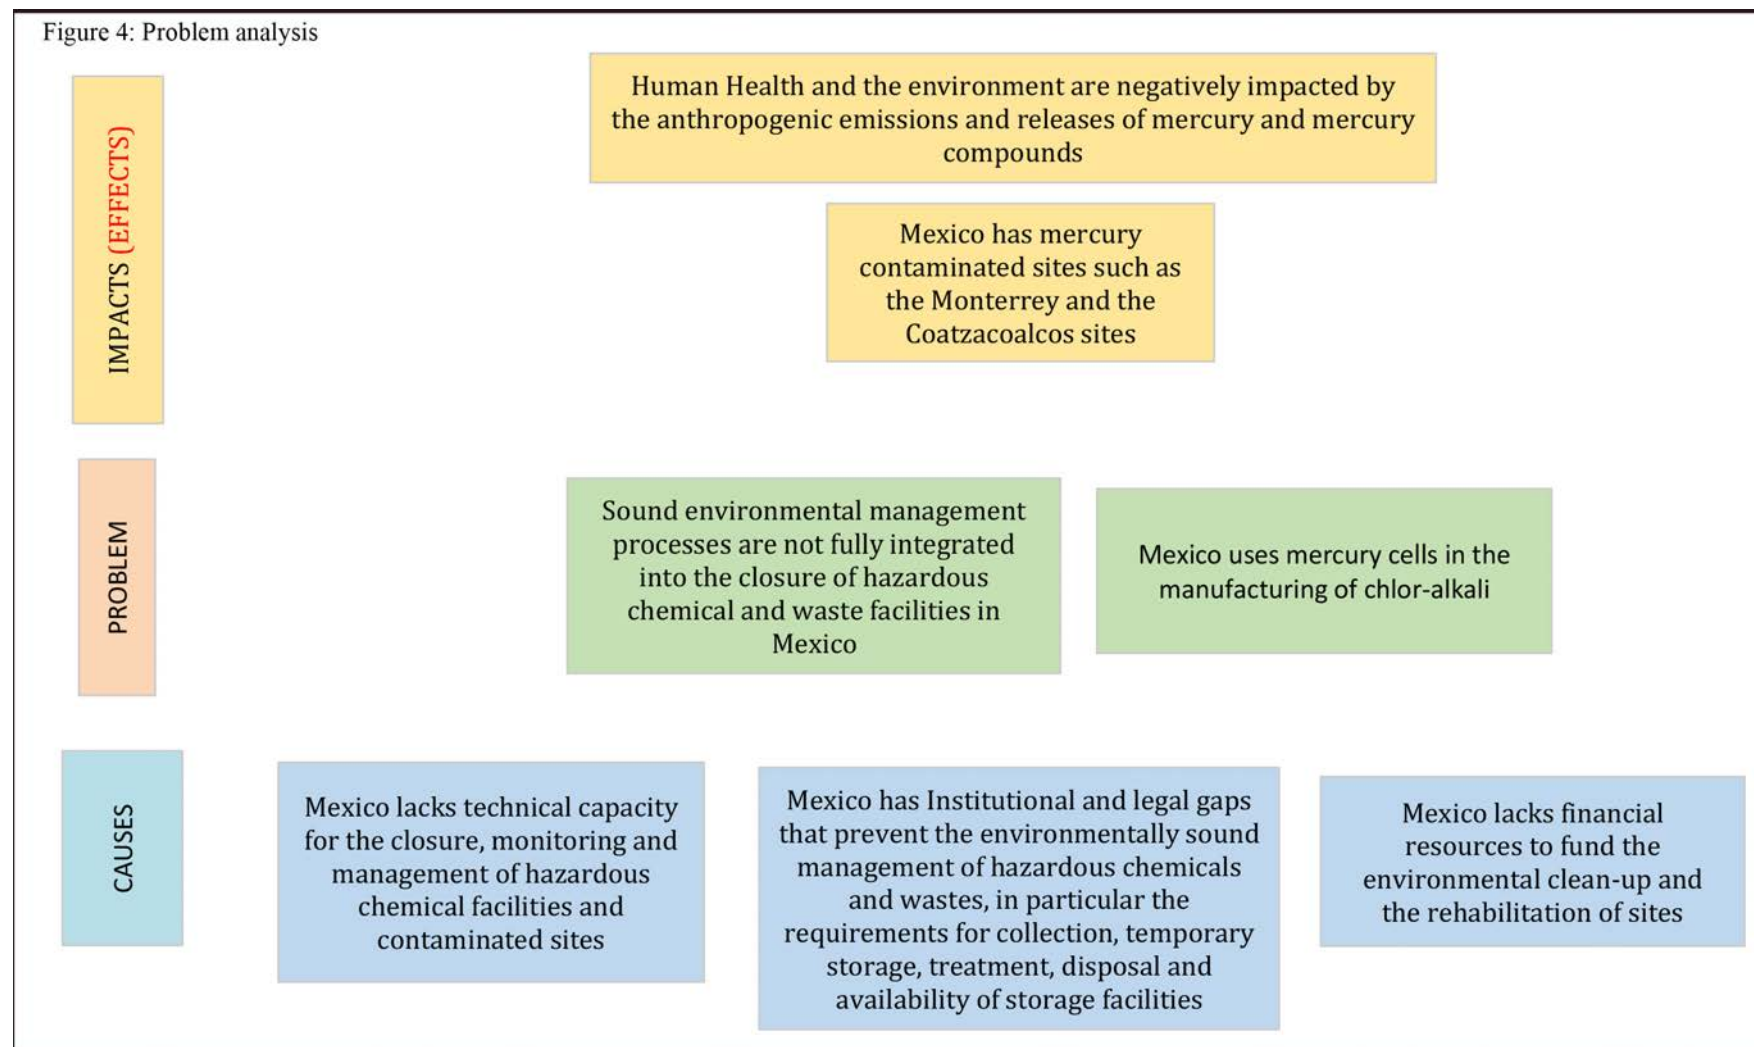 Figure 4: Problem analysis
IMPACTS (EFFECTS)
Human Health and the environment are negatively impacted by
the anthropogenic emissions and releases of mercury and mercury
compounds
Mexico has mercury
contaminated sites such as
the Monterrey and the
Coatzacoalcos sites
PROBLEM
Sound environmental management
processes are not fully integrated
into the closure of hazardous
chemical and waste facilities in
Mexico
Mexico uses mercury cells in the
manufacturing of chlor-alkali
CAUSES
Mexico lacks technical capacity
for the closure, monitoring and
management of hazardous
chemical facilities and
contaminated sites
Mexico has Institutional and legal gaps
that prevent the environmentally sound
management of hazardous chemicals
and wastes, in particular the
requirements for collection, temporary
storage, treatment, disposal and
availability of storage facilities
Mexico lacks financial
resources to fund the
environmental clean-up and
the rehabilitation of sites